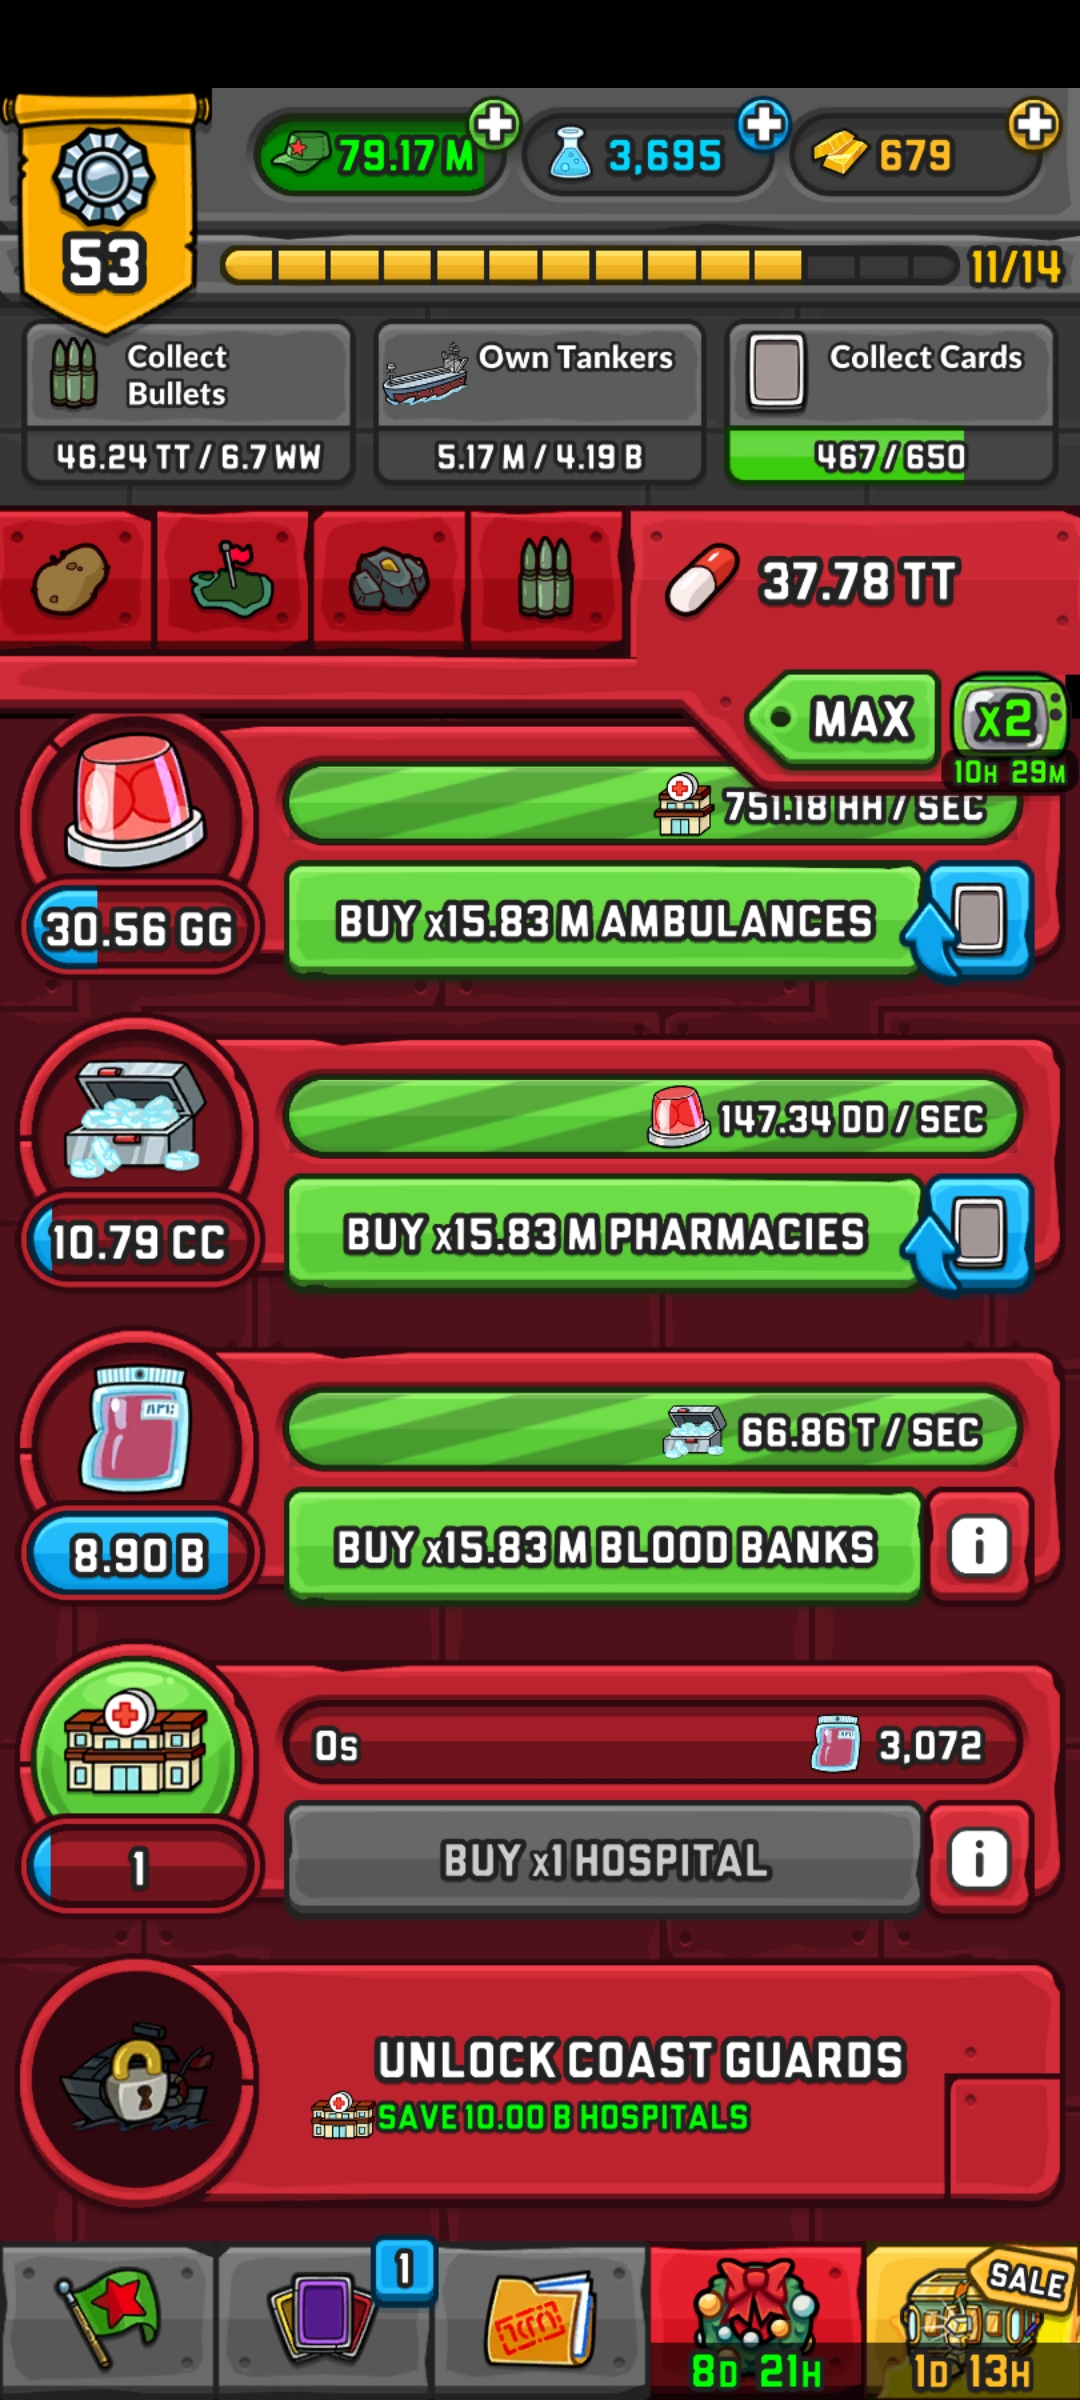 79.17 M
3,695
679
53
11/14
Collect
Bullets
Own Tankers
Collect Cards
46.24 TT / 6.7 WW
5.17 M / 4.19 B
467 / 650
37.78 TT
MAX
x2
10H 29M
751.18 HH / SEC
30.56 GG
BUY x15.83 M AMBULANCES
147.34 DD / SEC
10.79 CC
BUY x15.83 M PHARMACIES
66.86 T / SEC
8.90 B
BUY x15.83 M BLOOD BANKS
i
0s
3,072
1
BUY x1 HOSPITAL
i
UNLOCK COAST GUARDS
SAVE 10.00 B HOSPITALS
1
SALE
8D 21H
1D 13H